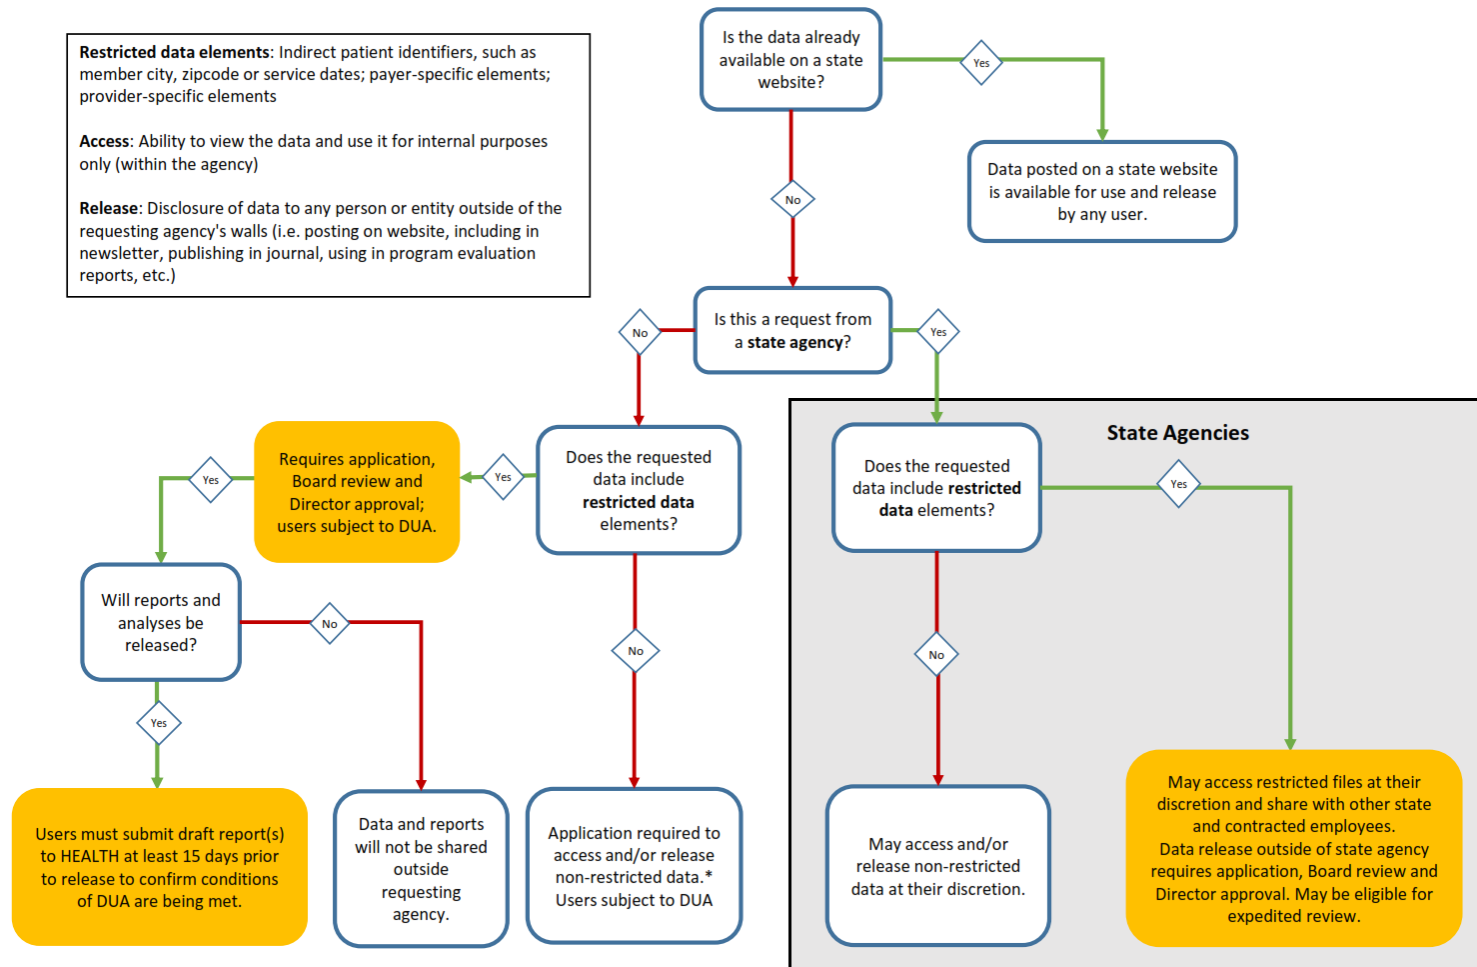 Restricted data elements: Indirect patient identifiers, such as
member city, zipcode or service dates; payer-specific elements;
provider-specific elements
Access: Ability to view the data and use it for internal purposes
only (within the agency)
Release: Disclosure of data to any person or entity outside of the
requesting agency's walls (i.e. posting on website, including in
newsletter, publishing in journal, using in program evaluation
reports, etc.)
Is the data already
available on a state
website?
Yes
Data posted on a state website
is available for use and release
by any user.
No
Is this a request from
a state agency?
No
Yes
State Agencies
Requires application,
Board review and
Director approval;
users subject to DUA.
Yes
Yes
Does the requested
data include
restricted data
elements?
Does the requested
data include restricted
data elements?
Yes
Will reports and
analyses be
released?
No
No
No
Yes
Users must submit draft report(s)
to HEALTH at least 15 days prior
to release to confirm conditions
of DUA are being met.
Data and reports
will not be shared
outside
requesting
agency.
Application required to
access and/or release
non-restricted data.*
Users subject to DUA
May access and/or
release non-restricted
data at their discretion.
May access restricted files at their
discretion and share with other state
and contracted employees.
Data release outside of state agency
requires application, Board review and
Director approval. May be eligible for
expedited review.